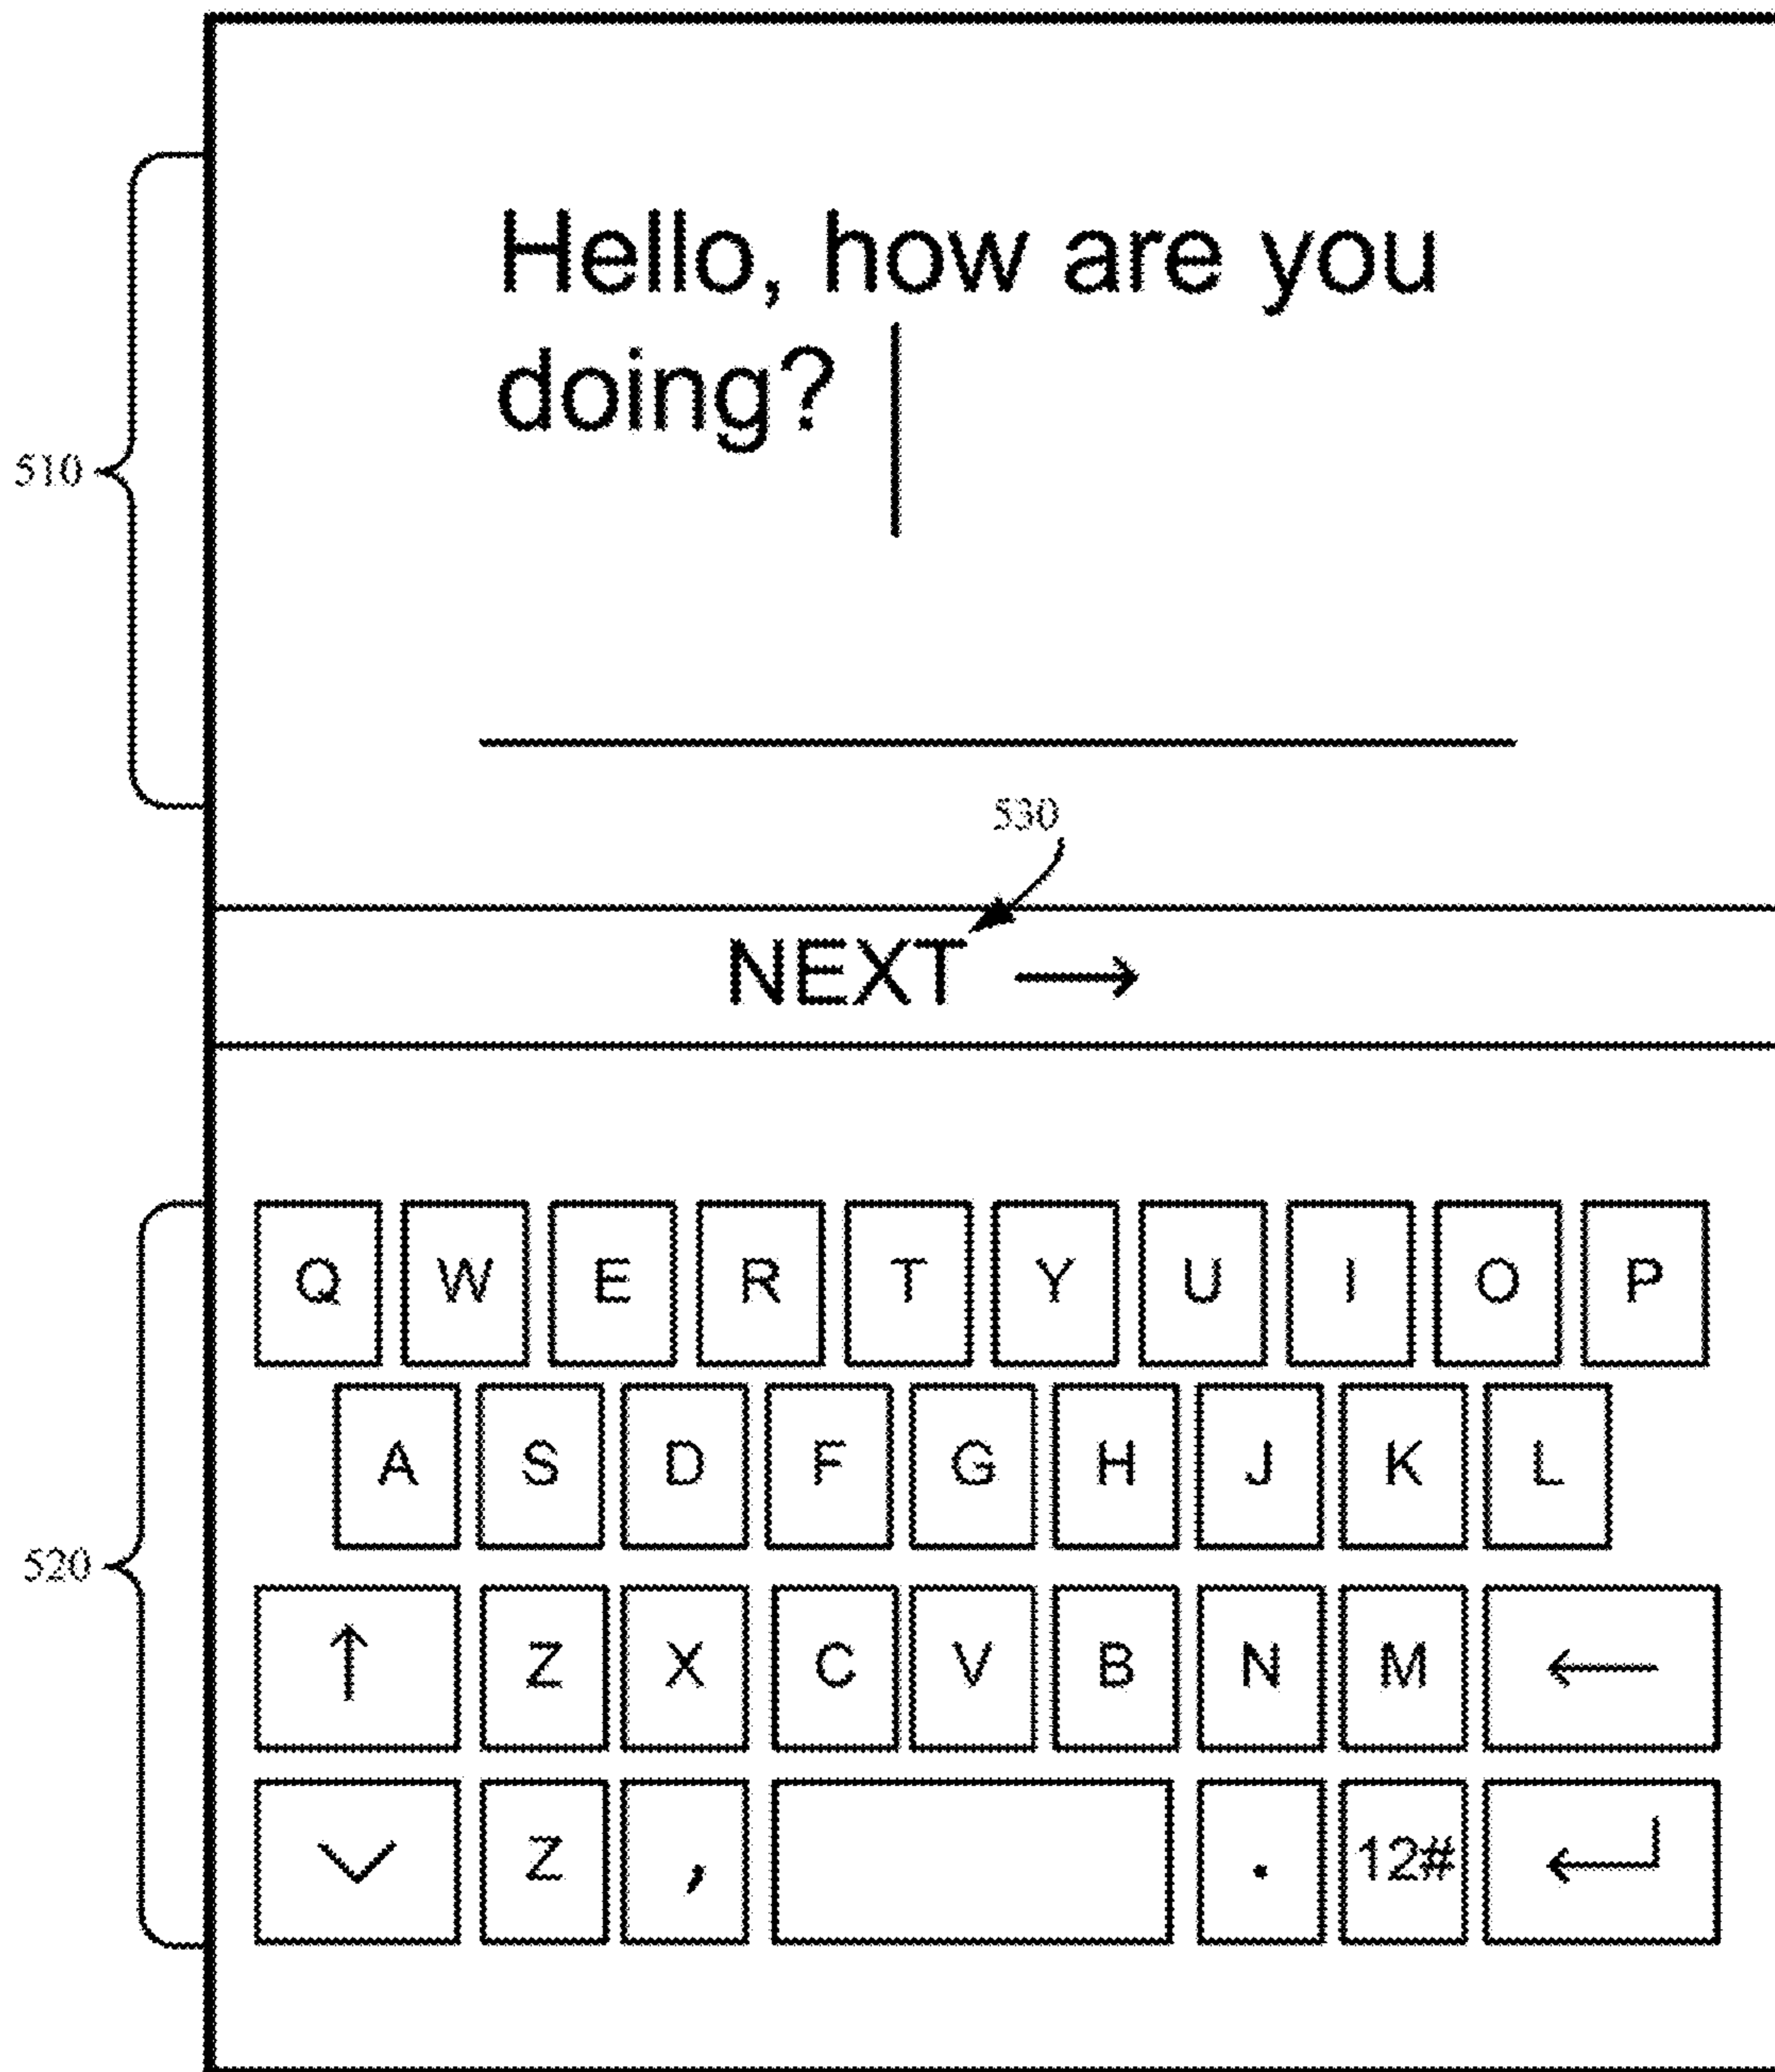 Hello, how are you
doing?
510
530
NEXT →
Q W E R T Y U I O P
A S D F G H J K L
520
↑ Z X C V B N M ←
Z , . 12# ↵